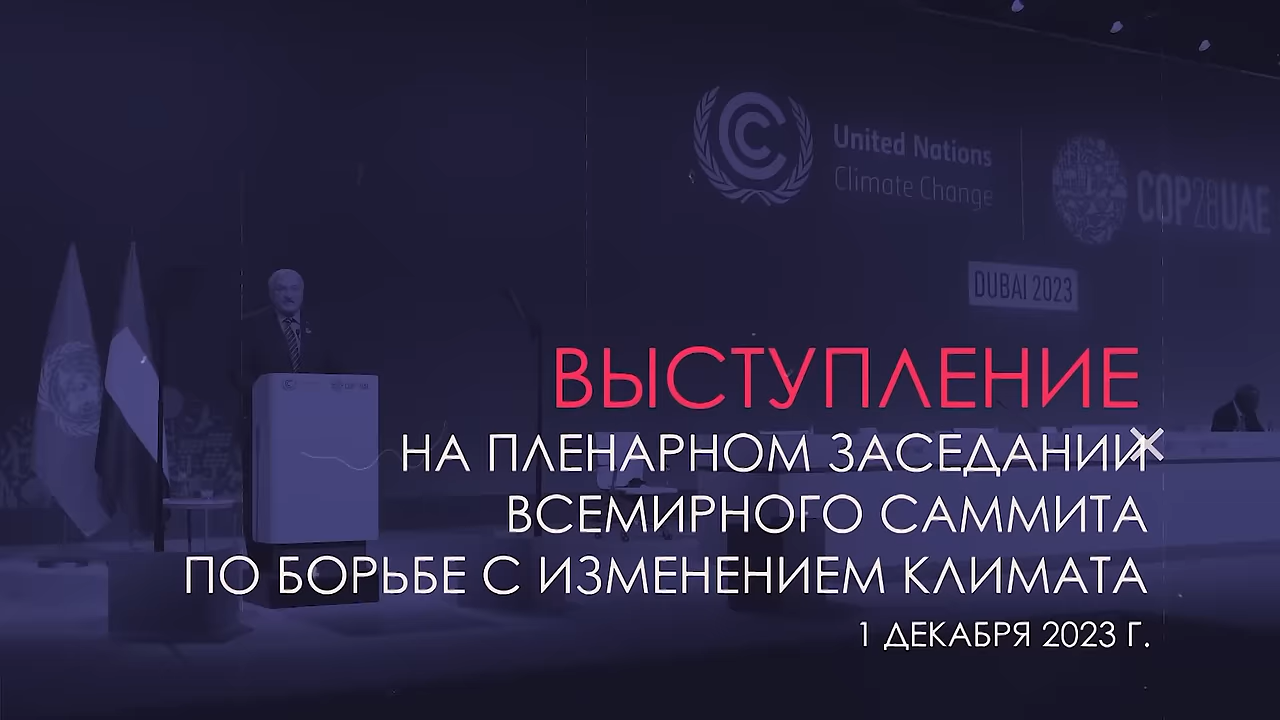 United Nations
Climate Change
COP28UAE
DUBAI 2023
ВЫСТУПЛЕНИЕ
НА ПЛЕНАРНОМ ЗАСЕДАНИИ
ВСЕМИРНОГО САММИТА
ПО БОРЬБЕ С ИЗМЕНЕНИЕМ КЛИМАТА
1 ДЕКАБРЯ 2023 Г.